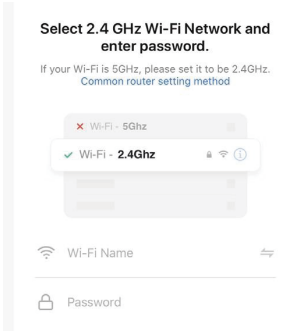 Select 2.4 GHz Wi-Fi Network and
enter password.
If your Wi-Fi is 5GHz, please set it to be 2.4GHz.
Common router setting method
Wi-Fi - 5Ghz
Wi-Fi - 2.4Ghz
Wi-Fi Name
Password